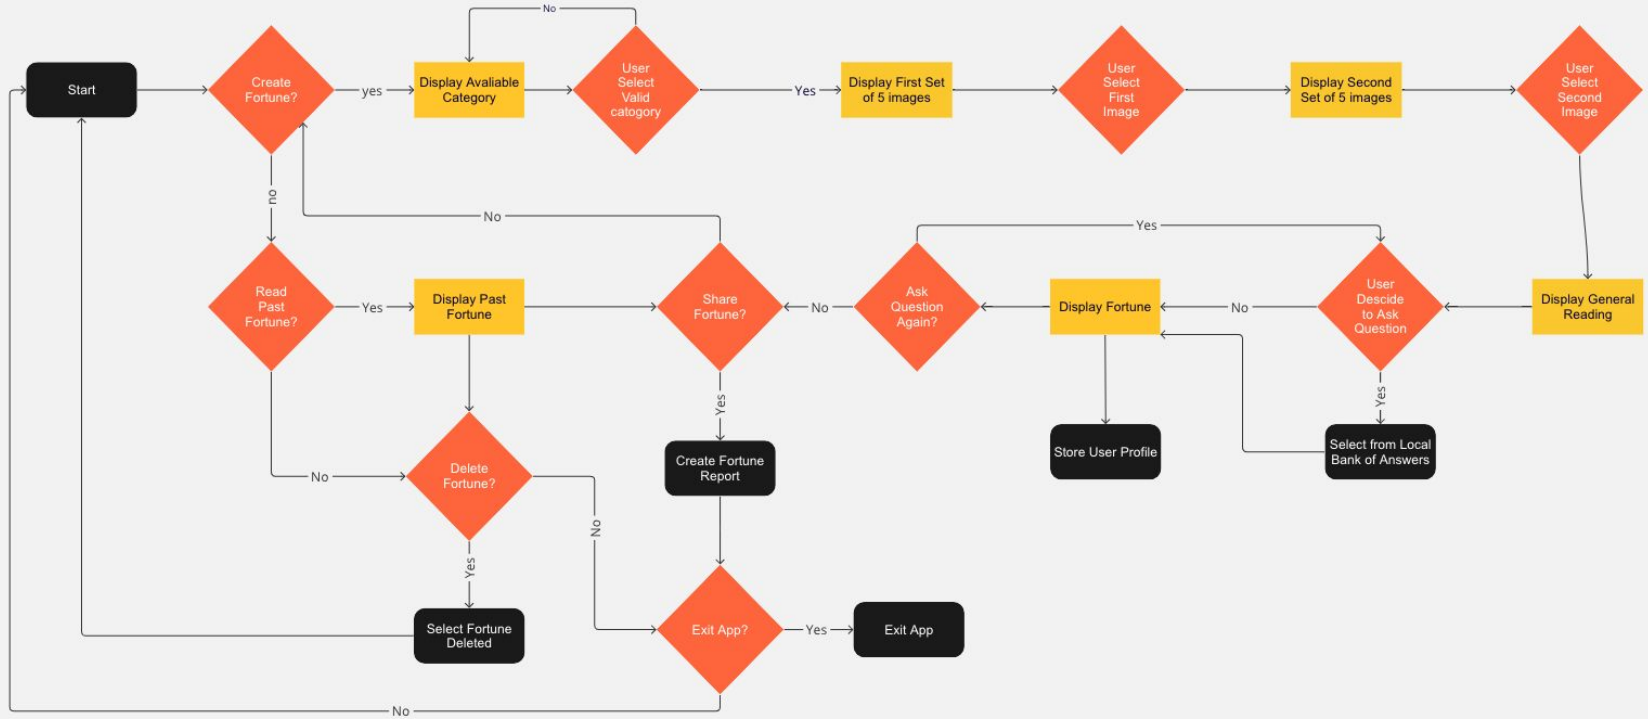 No
Start
Create
Fortune?
yes
Display Avaliable
Category
User
Select
Valid
catogory
Yes
Display First Set
of 5 images
User
Select
First
Image
Display Second
Set of 5 images
User
Select
Second
Image
no
No
Yes
Read
Past
Fortune?
Yes
Display Past
Fortune
Share
Fortune?
No
Ask
Question
Again?
Display Fortune
No
User
Descide
to Ask
Question
Display General
Reading
Yes
Yes
No
Delete
Fortune?
No
Create Fortune
Report
Store User Profile
Select from Local
Bank of Answers
Yes
Select Fortune
Deleted
Exit App?
Yes
Exit App
No